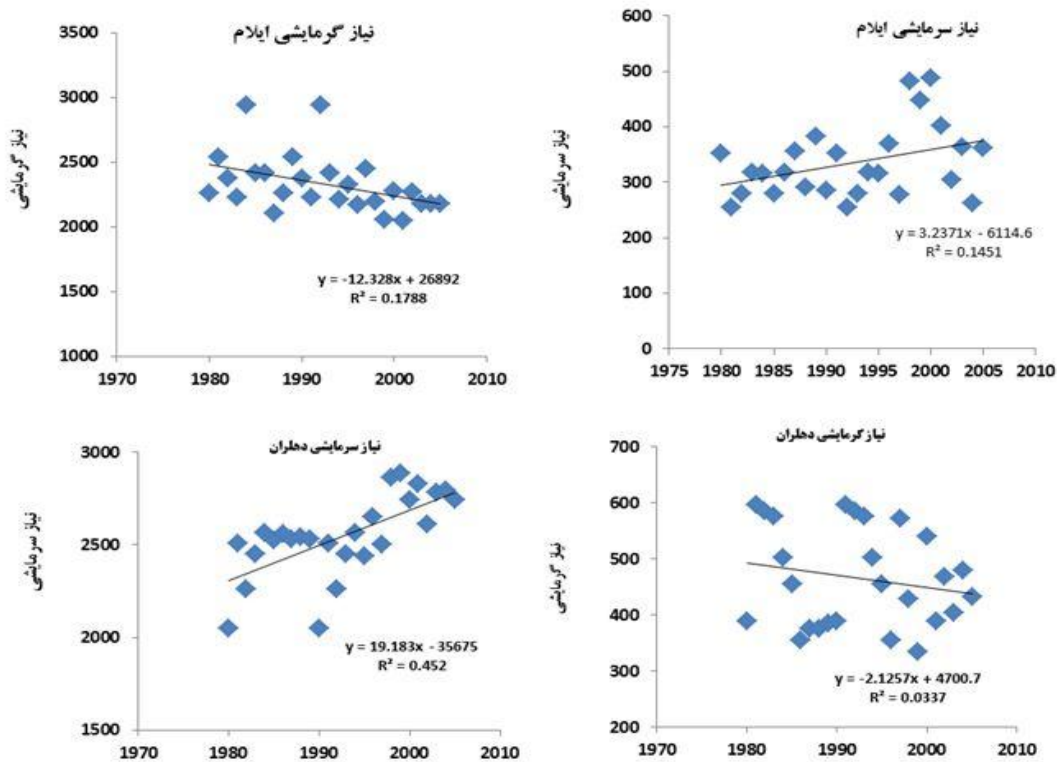 نیاز گرمایشی ایلام
نیاز گرمایشی
3500
3000
2500
2000
1500
1000
y = -12.328x + 26892
R² = 0.1788
1970 1980 1990 2000 2010
نیاز سرمایشی ایلام
نیاز سرمایشی
600
500
400
300
200
100
0
y = 3.2371x - 6114.6
R² = 0.1451
1975 1980 1985 1990 1995 2000 2005 2010
نیاز سرمایشی دهلران
نیاز سرمایشی
3000
2500
2000
1500
y = 19.183x - 35675
R² = 0.452
1970 1980 1990 2000 2010
نیاز گرمایشی دهلران
نیاز گرمایشی
700
600
500
400
300
200
y = -2.1257x + 4700.7
R² = 0.0337
1970 1980 1990 2000 2010